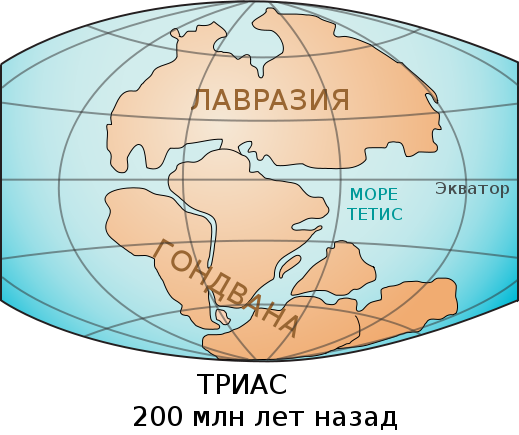 ЛАВРАЗИЯ
Экватор
МОРЕ
ТЕТИС
ГОНДВАНА
ТРИАС
200 млн лет назад